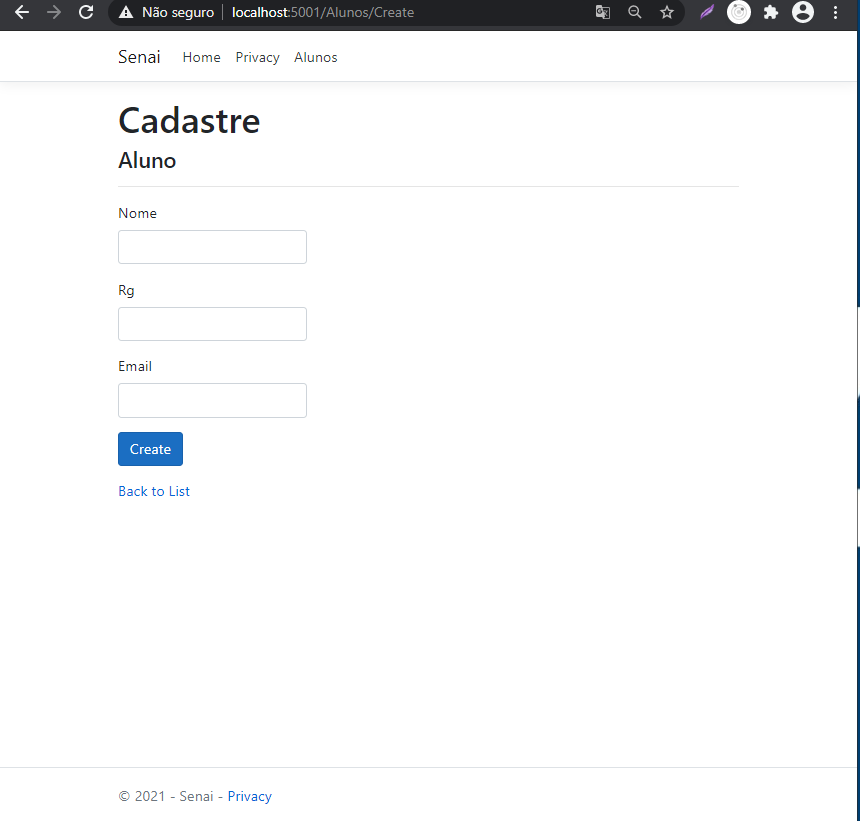 Não seguro | localhost:5001/Alunos/Create
Senai Home Privacy Alunos
Cadastre
Aluno
Nome
Rg
Email
Create
Back to List
© 2021 - Senai - Privacy